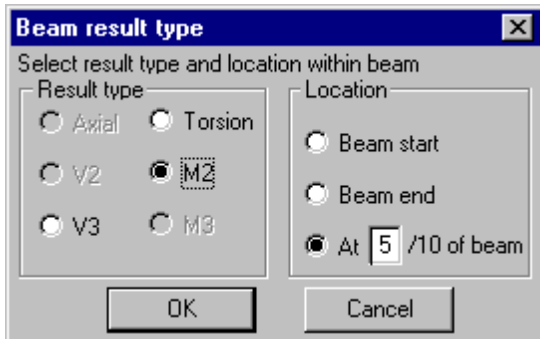 Beam result type
Select result type and location within beam
Result type
Axial
Torsion
V2
M2
V3
M3
Location
Beam start
Beam end
At 5 /10 of beam
OK
Cancel